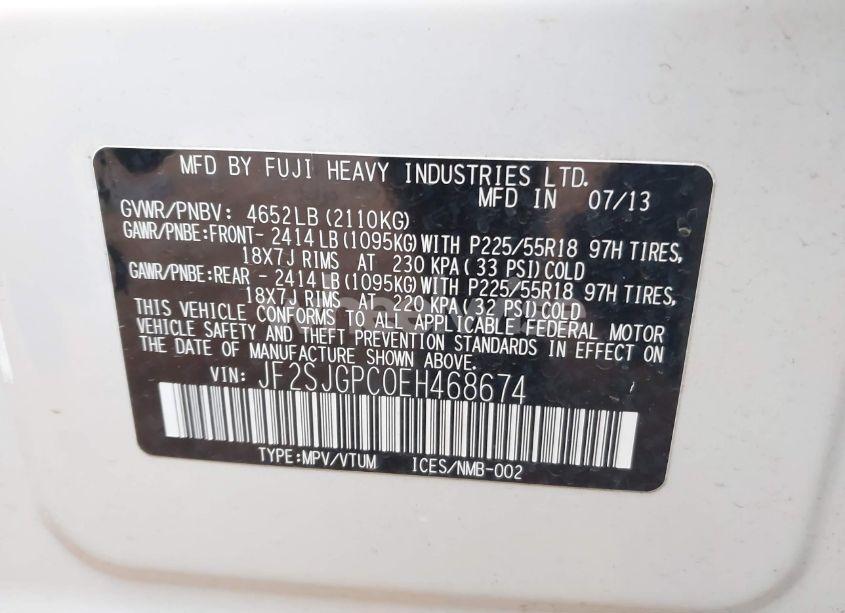 MFD BY FUJI HEAVY INDUSTRIES LTD.
MFD IN 07/13
GVWR/PNBV: 4652LB(2110KG)
GAWR/PNBE:FRONT- 2414LB(1095KG)WITH P225/55R18 97H TIRES,
18X7J RIMS AT 230 KPA( 33 PSI)COLD
GAWR/PNBE:REAR - 2414LB(1095KG)WITH P225/55R18 97H TIRES,
18X7J RIMS AT 220 KPA( 32 PSI)COLD
THIS VEHICLE CONFORMS TO ALL APPLICABLE FEDERAL MOTOR
VEHICLE SAFETY AND THEFT PREVENTION STANDARDS IN EFFECT ON
THE DATE OF MANUFACTURE SHOWN ABOVE.
VIN: JF2SJGPC0EH468674
TYPE:MPV/VTUM ICES/NMB-002